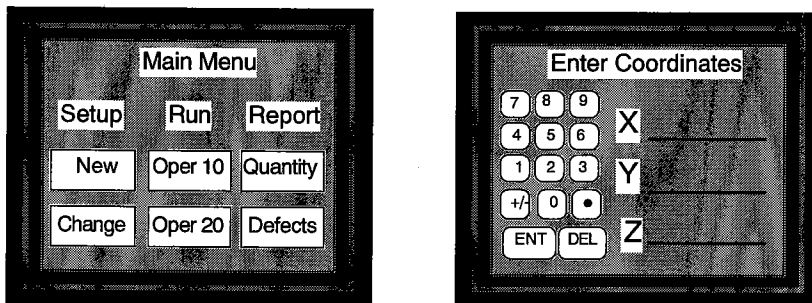 Main Menu
Setup Run Report
New Oper 10 Quantity
Change Oper 20 Defects
Enter Coordinates
7 8 9
4 5 6
1 2 3
+/- 0 •
ENT DEL
X
Y
Z